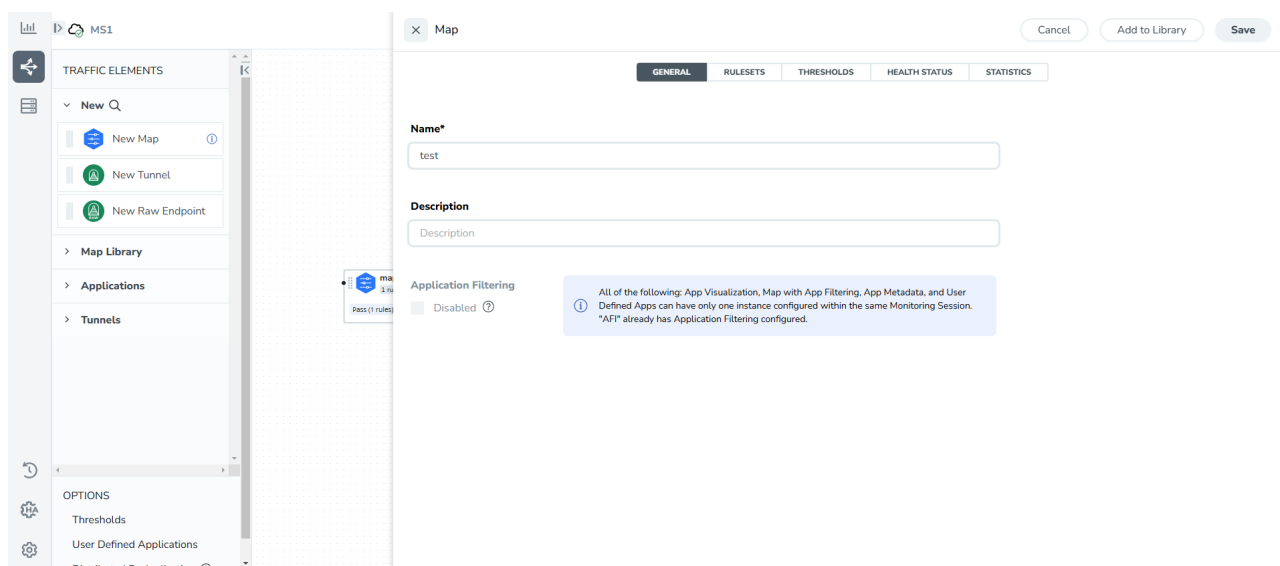 MS1
TRAFFIC ELEMENTS
New
New Map
New Tunnel
New Raw Endpoint
Map Library
Applications
Tunnels
OPTIONS
Thresholds
User Defined Applications
HA
1 ru
Pass (1 rules)
Map
Cancel
Add to Library
Save
GENERAL
RULESETS
THRESHOLDS
HEALTH STATUS
STATISTICS
Name*
test
Description
Description
Application Filtering
Disabled
All of the following: App Visualization, Map with App Filtering, App Metadata, and User
Defined Apps can have only one instance configured within the same Monitoring Session.
"AFI" already has Application Filtering configured.